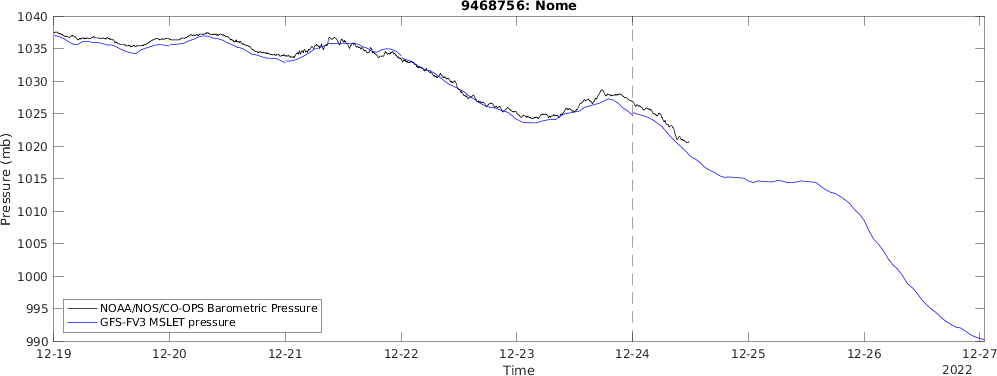 9468756: Nome
1040
1035
1030
1025
1020
1015
1010
1005
1000
995
990
Pressure (mb)
NOAA/NOS/CO-OPS Barometric Pressure
GFS-FV3 MSLET pressure
12-19 12-20 12-21 12-22 12-23 12-24 12-25 12-26 12-27
Time
2022